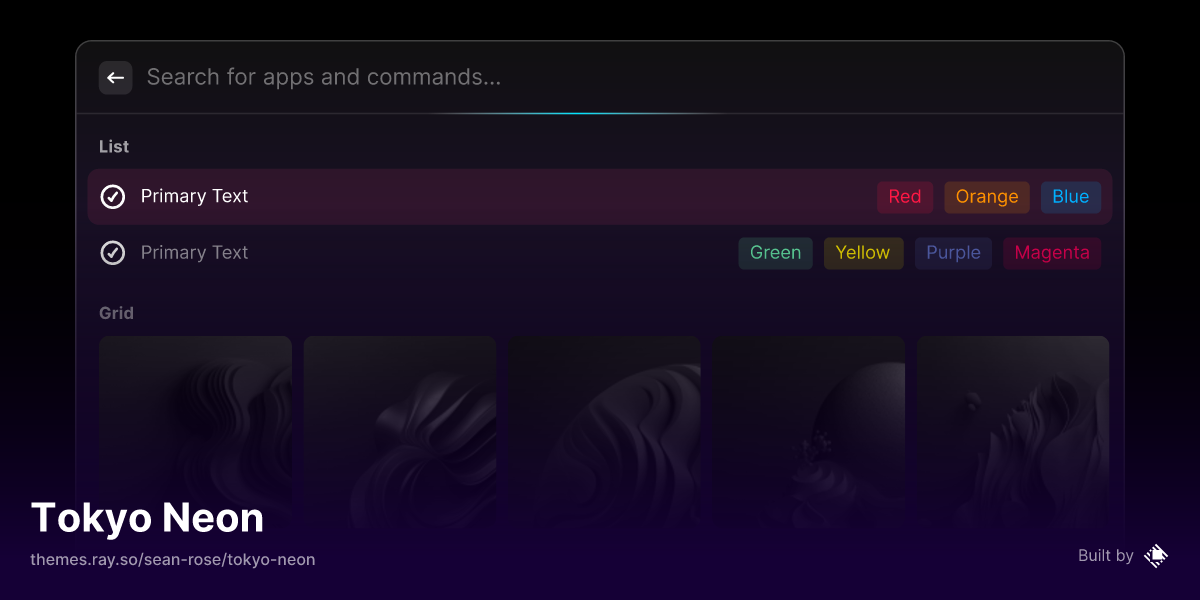 Search for apps and commands...
List
Primary Text Red Orange Blue
Primary Text Green Yellow Purple Magenta
Grid
Tokyo Neon
themes.ray.so/sean-rose/tokyo-neon
Built by